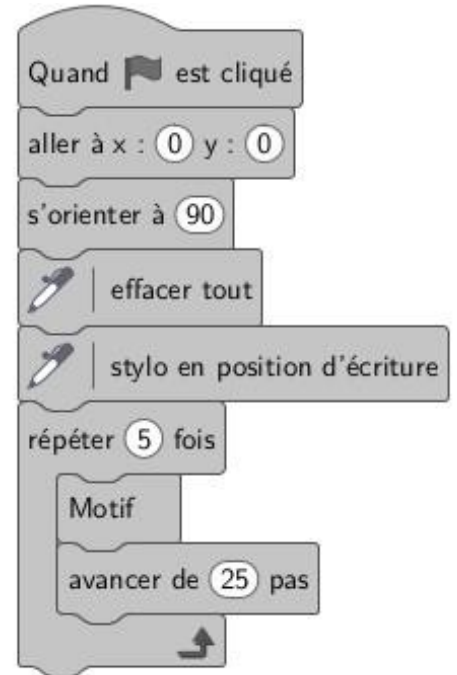 Quand est cliqué
aller à x : 0 y : 0
s'orienter à 90
effacer tout
stylo en position d'écriture
répéter 5 fois
Motif
avancer de 25 pas